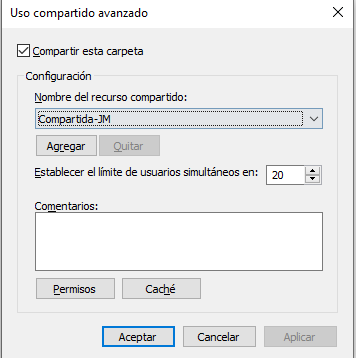 Uso compartido avanzado
Compartir esta carpeta
Configuración
Nombre del recurso compartido:
Compartida-JM
Agregar Quitar
Establecer el límite de usuarios simultáneos en: 20
Comentarios:
Permisos Caché
Aceptar Cancelar Aplicar